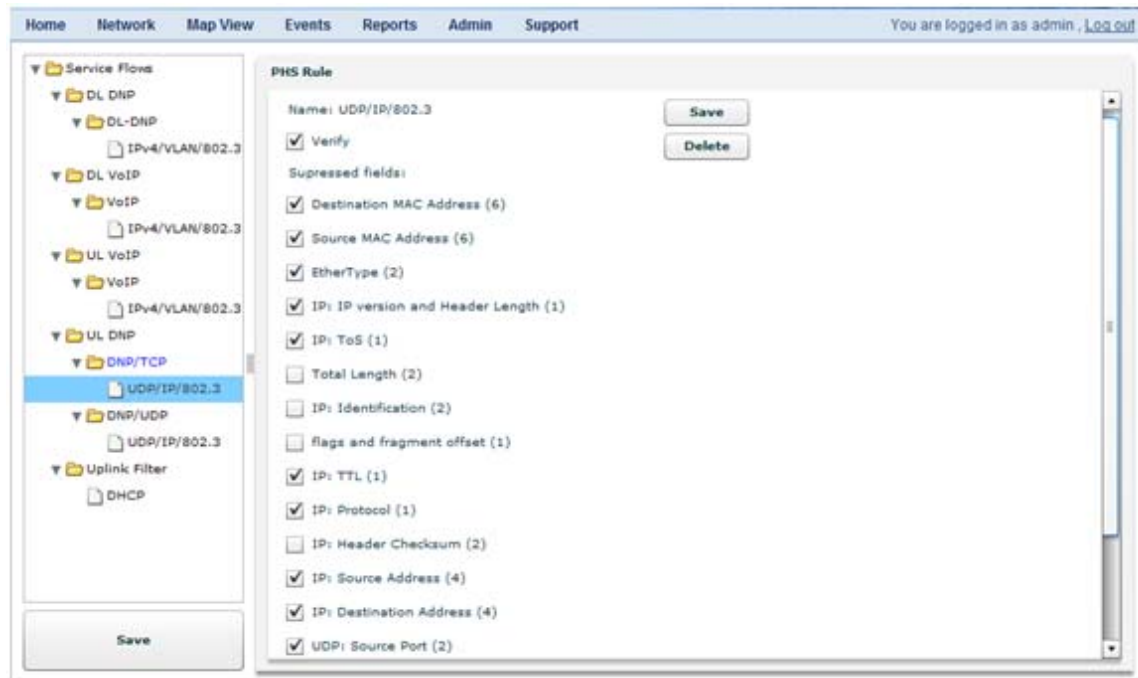 Home Network Map View Events Reports Admin Support You are logged in as admin , Log out
Service Flows
DL DNP
DL-DNP
IPv4/VLAN/802.3
DL VoIP
VoIP
IPv4/VLAN/802.3
UL VoIP
VoIP
IPv4/VLAN/802.3
UL DNP
DNP/TCP
UDP/IP/802.3
DNP/UDP
UDP/IP/802.3
Uplink Filter
DHCP
Save
PHS Rule
Name: UDP/IP/802.3
Save
Verify
Delete
Supressed fields:
Destination MAC Address (6)
Source MAC Address (6)
EtherType (2)
IP: IP version and Header Length (1)
IP: ToS (1)
Total Length (2)
IP: Identification (2)
flags and fragment offset (1)
IP: TTL (1)
IP: Protocol (1)
IP: Header Checksum (2)
IP: Source Address (4)
IP: Destination Address (4)
UDP: Source Port (2)